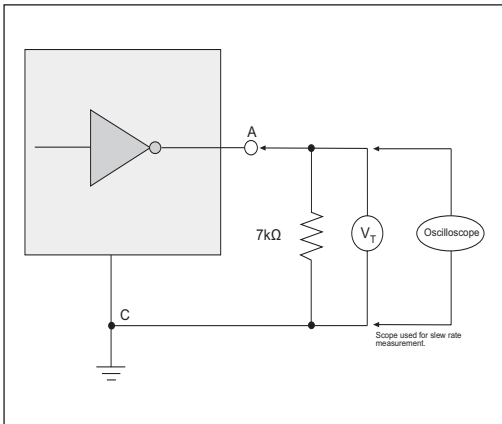 A
7kΩ
VT
Oscilloscope
C
Scope used for slew rate
measurement.